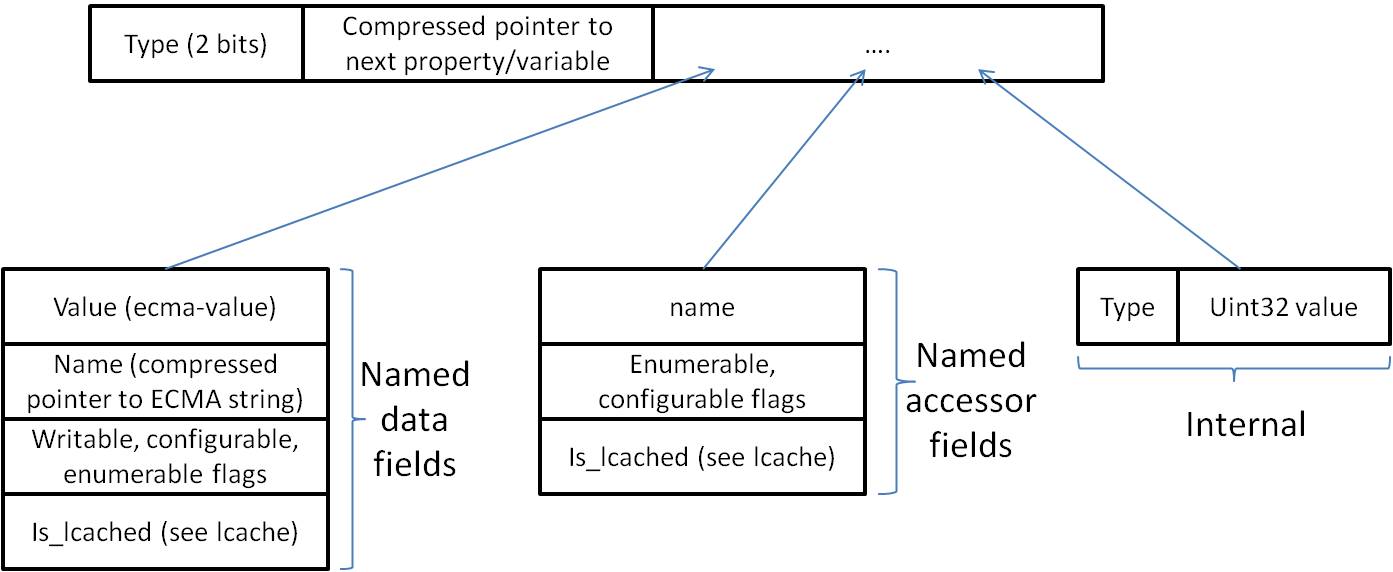 Type (2 bits)
Compressed pointer to
next property/variable
....
Value (ecma-value)
Name (compressed
pointer to ECMA string)
Writable, configurable,
enumerable flags
Is_lcached (see lcache)
Named
data
fields
name
Enumerable,
configurable flags
Is_lcached (see lcache)
Named
accessor
fields
Type
Uint32 value
Internal